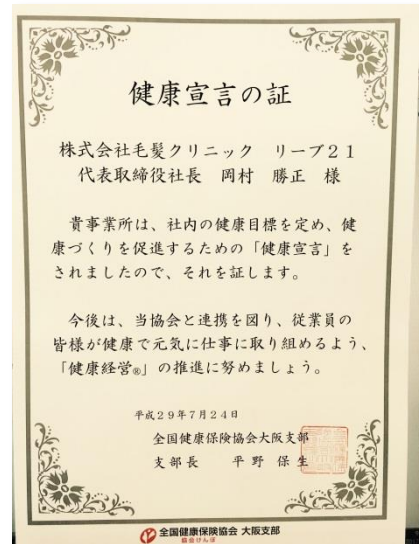 健康宣言の証
株式会社毛髪クリニック　リーブ２１
代表取締役社長　岡村　勝正　様
貴事業所は、社内の健康目標を定め、健
康づくりを促進するための「健康宣言」を
されましたので、それを証します。
今後は、当協会と連携を図り、従業員の
皆様が健康で元気に仕事に取り組めるよう、
「健康経営®」の推進に努めましょう。
平成２９年７月２４日
全国健康保険協会大阪支部
支部長　平野　保生
全国健康保険協会 大阪支部
協会けんぽ